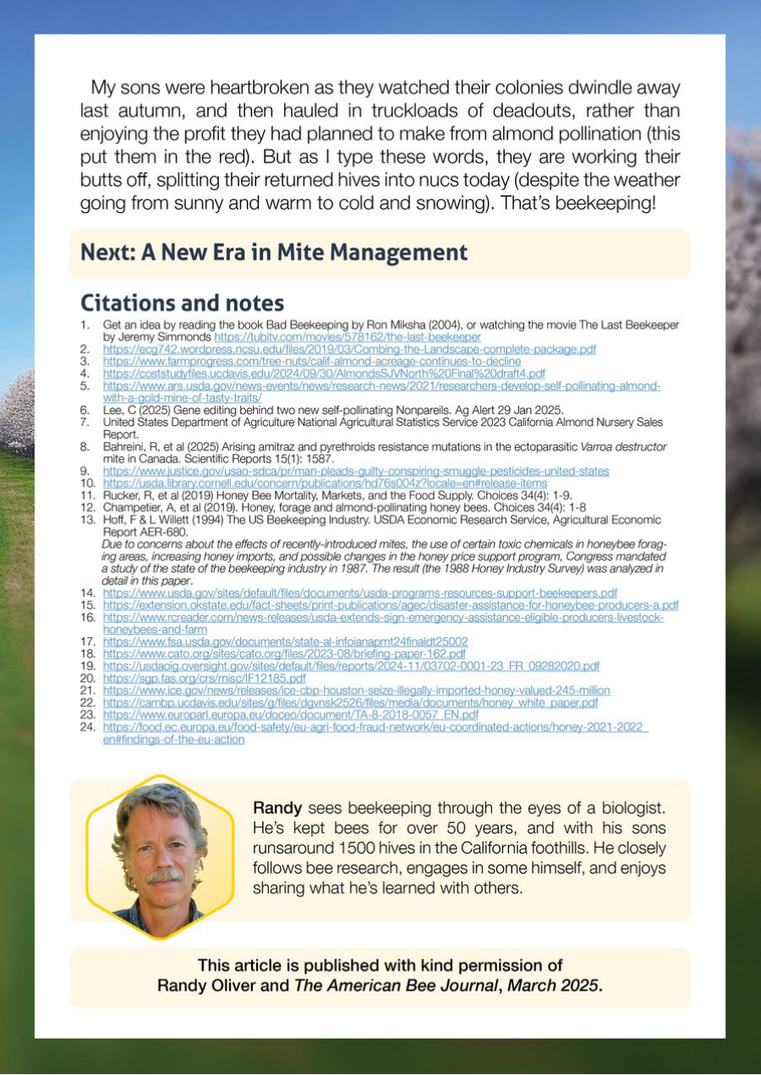 My sons were heartbroken as they watched their colonies dwindle away
last autumn, and then hauled in truckloads of deadouts, rather than
enjoying the profit they had planned to make from almond pollination (this
put them in the red). But as I type these words, they are working their
butts off, splitting their returned hives into nucs today (despite the weather
going from sunny and warm to cold and snowing). That's beekeeping!
Next: A New Era in Mite Management
Citations and notes
1. Get an idea by reading the book Bad Beekeeping by Ron Miksha (2004), or watching the movie The Last Beekeeper
by Jeremy Simmonds https://tubitv.com/movies/578162/the-last-beekeeper
2. https://ecg742.wordpress.ncsu.edu/files/2019/03/Combing-the-Landscape-complete-package.pdf
3. https://www.farmprogress.com/tree-nuts/calif-almond-acreage-continues-to-decline
4. https://coststudyfiles.ucdavis.edu/2024/09/30/AlmondsSJVNorth%20Final%20draft4.pdf
5. https://www.ars.usda.gov/news-events/news/research-news/2021/researchers-develop-self-pollinating-almond-
with-a-gold-mine-of-tasty-traits/
6. Lee, C (2025) Gene editing behind two new self-pollinating Nonpareils. Ag Alert 29 Jan 2025.
7. United States Department of Agriculture National Agricultural Statistics Service 2023 California Almond Nursery Sales
Report.
8. Bahreini, R, et al (2025) Arising amitraz and pyrethroids resistance mutations in the ectoparasitic Varroa destructor
mite in Canada. Scientific Reports 15(1): 1587.
9. https://www.justice.gov/usao-sdca/pr/man-pleads-guilty-conspiring-smuggle-pesticides-united-states
10. https://usda.library.cornell.edu/concern/publications/hd76s004z?locale=en#release-items
11. Rucker, R, et al (2019) Honey Bee Mortality, Markets, and the Food Supply. Choices 34(4): 1-9.
12. Champetier, A, et al (2019). Honey, forage and almond-pollinating honey bees. Choices 34(4): 1-8
13. Hoff, F & L Willett (1994) The US Beekeeping Industry. USDA Economic Research Service, Agricultural Economic
Report AER-680.
Due to concerns about the effects of recently-introduced mites, the use of certain toxic chemicals in honeybee forag-
ing areas, increasing honey imports, and possible changes in the honey price support program, Congress mandated
a study of the state of the beekeeping industry in 1987. The result (the 1988 Honey Industry Survey) was analyzed in
detail in this paper.
14. https://www.usda.gov/sites/default/files/documents/usda-programs-resources-support-beekeepers.pdf
15. https://extension.okstate.edu/fact-sheets/print-publications/agec/disaster-assistance-for-honeybee-producers-a.pdf
16. https://www.rcreader.com/news-releases/usda-extends-sign-emergency-assistance-eligible-producers-livestock-
honeybees-and-farm
17. https://www.fsa.usda.gov/documents/state-al-infoianapmt24finaldt25002
18. https://www.cato.org/sites/cato.org/files/2023-08/briefing-paper-162.pdf
19. https://usdaoig.oversight.gov/sites/default/files/reports/2024-11/03702-0001-23_FR_09282020.pdf
20. https://sgp.fas.org/crs/misc/IF12185.pdf
21. https://www.ice.gov/news/releases/ice-cbp-houston-seize-illegally-imported-honey-valued-245-million
22. https://cambp.ucdavis.edu/sites/g/files/dgvnsk2526/files/media/documents/honey_white_paper.pdf
23. https://www.europarl.europa.eu/doceo/document/TA-8-2018-0057_EN.pdf
24. https://food.ec.europa.eu/food-safety/eu-agri-food-fraud-network/eu-coordinated-actions/honey-2021-2022_
en#findings-of-the-eu-action
Randy sees beekeeping through the eyes of a biologist.
He's kept bees for over 50 years, and with his sons
runsaround 1500 hives in the California foothills. He closely
follows bee research, engages in some himself, and enjoys
sharing what he's learned with others.
This article is published with kind permission of
Randy Oliver and The American Bee Journal, March 2025.